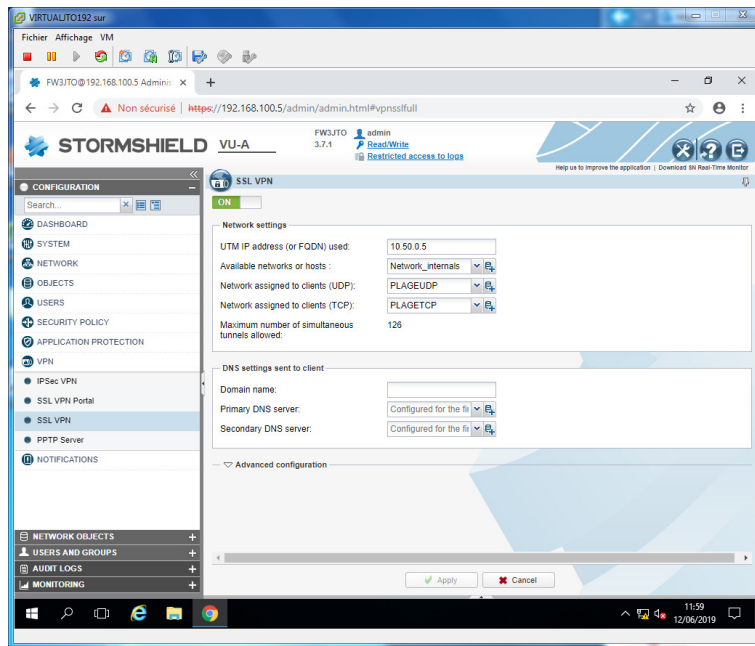 VIRTUALITO192 sur
Fichier Affichage VM
FW3JTO@192.168.100.5 Adminis
Non sécurisé | https://192.168.100.5/admin/admin.html#vpnsslfull
STORMSHIELD VU-A
FW3JTO
3.7.1
admin
Read/Write
Restricted access to logs
Help us to improve the application | Download SN Real-Time Monitor
CONFIGURATION
Search...
DASHBOARD
SYSTEM
NETWORK
OBJECTS
USERS
SECURITY POLICY
APPLICATION PROTECTION
VPN
IPSec VPN
SSL VPN Portal
SSL VPN
PPTP Server
NOTIFICATIONS
NETWORK OBJECTS
USERS AND GROUPS
AUDIT LOGS
MONITORING
SSL VPN
ON
Network settings
UTM IP address (or FQDN) used: 10.50.0.5
Available networks or hosts : Network_internals
Network assigned to clients (UDP): PLAGEUDP
Network assigned to clients (TCP): PLAGETCP
Maximum number of simultaneous tunnels allowed: 126
DNS settings sent to client
Domain name:
Primary DNS server: Configured for the fir
Secondary DNS server: Configured for the fir
Advanced configuration
Apply Cancel
11:59
12/06/2019